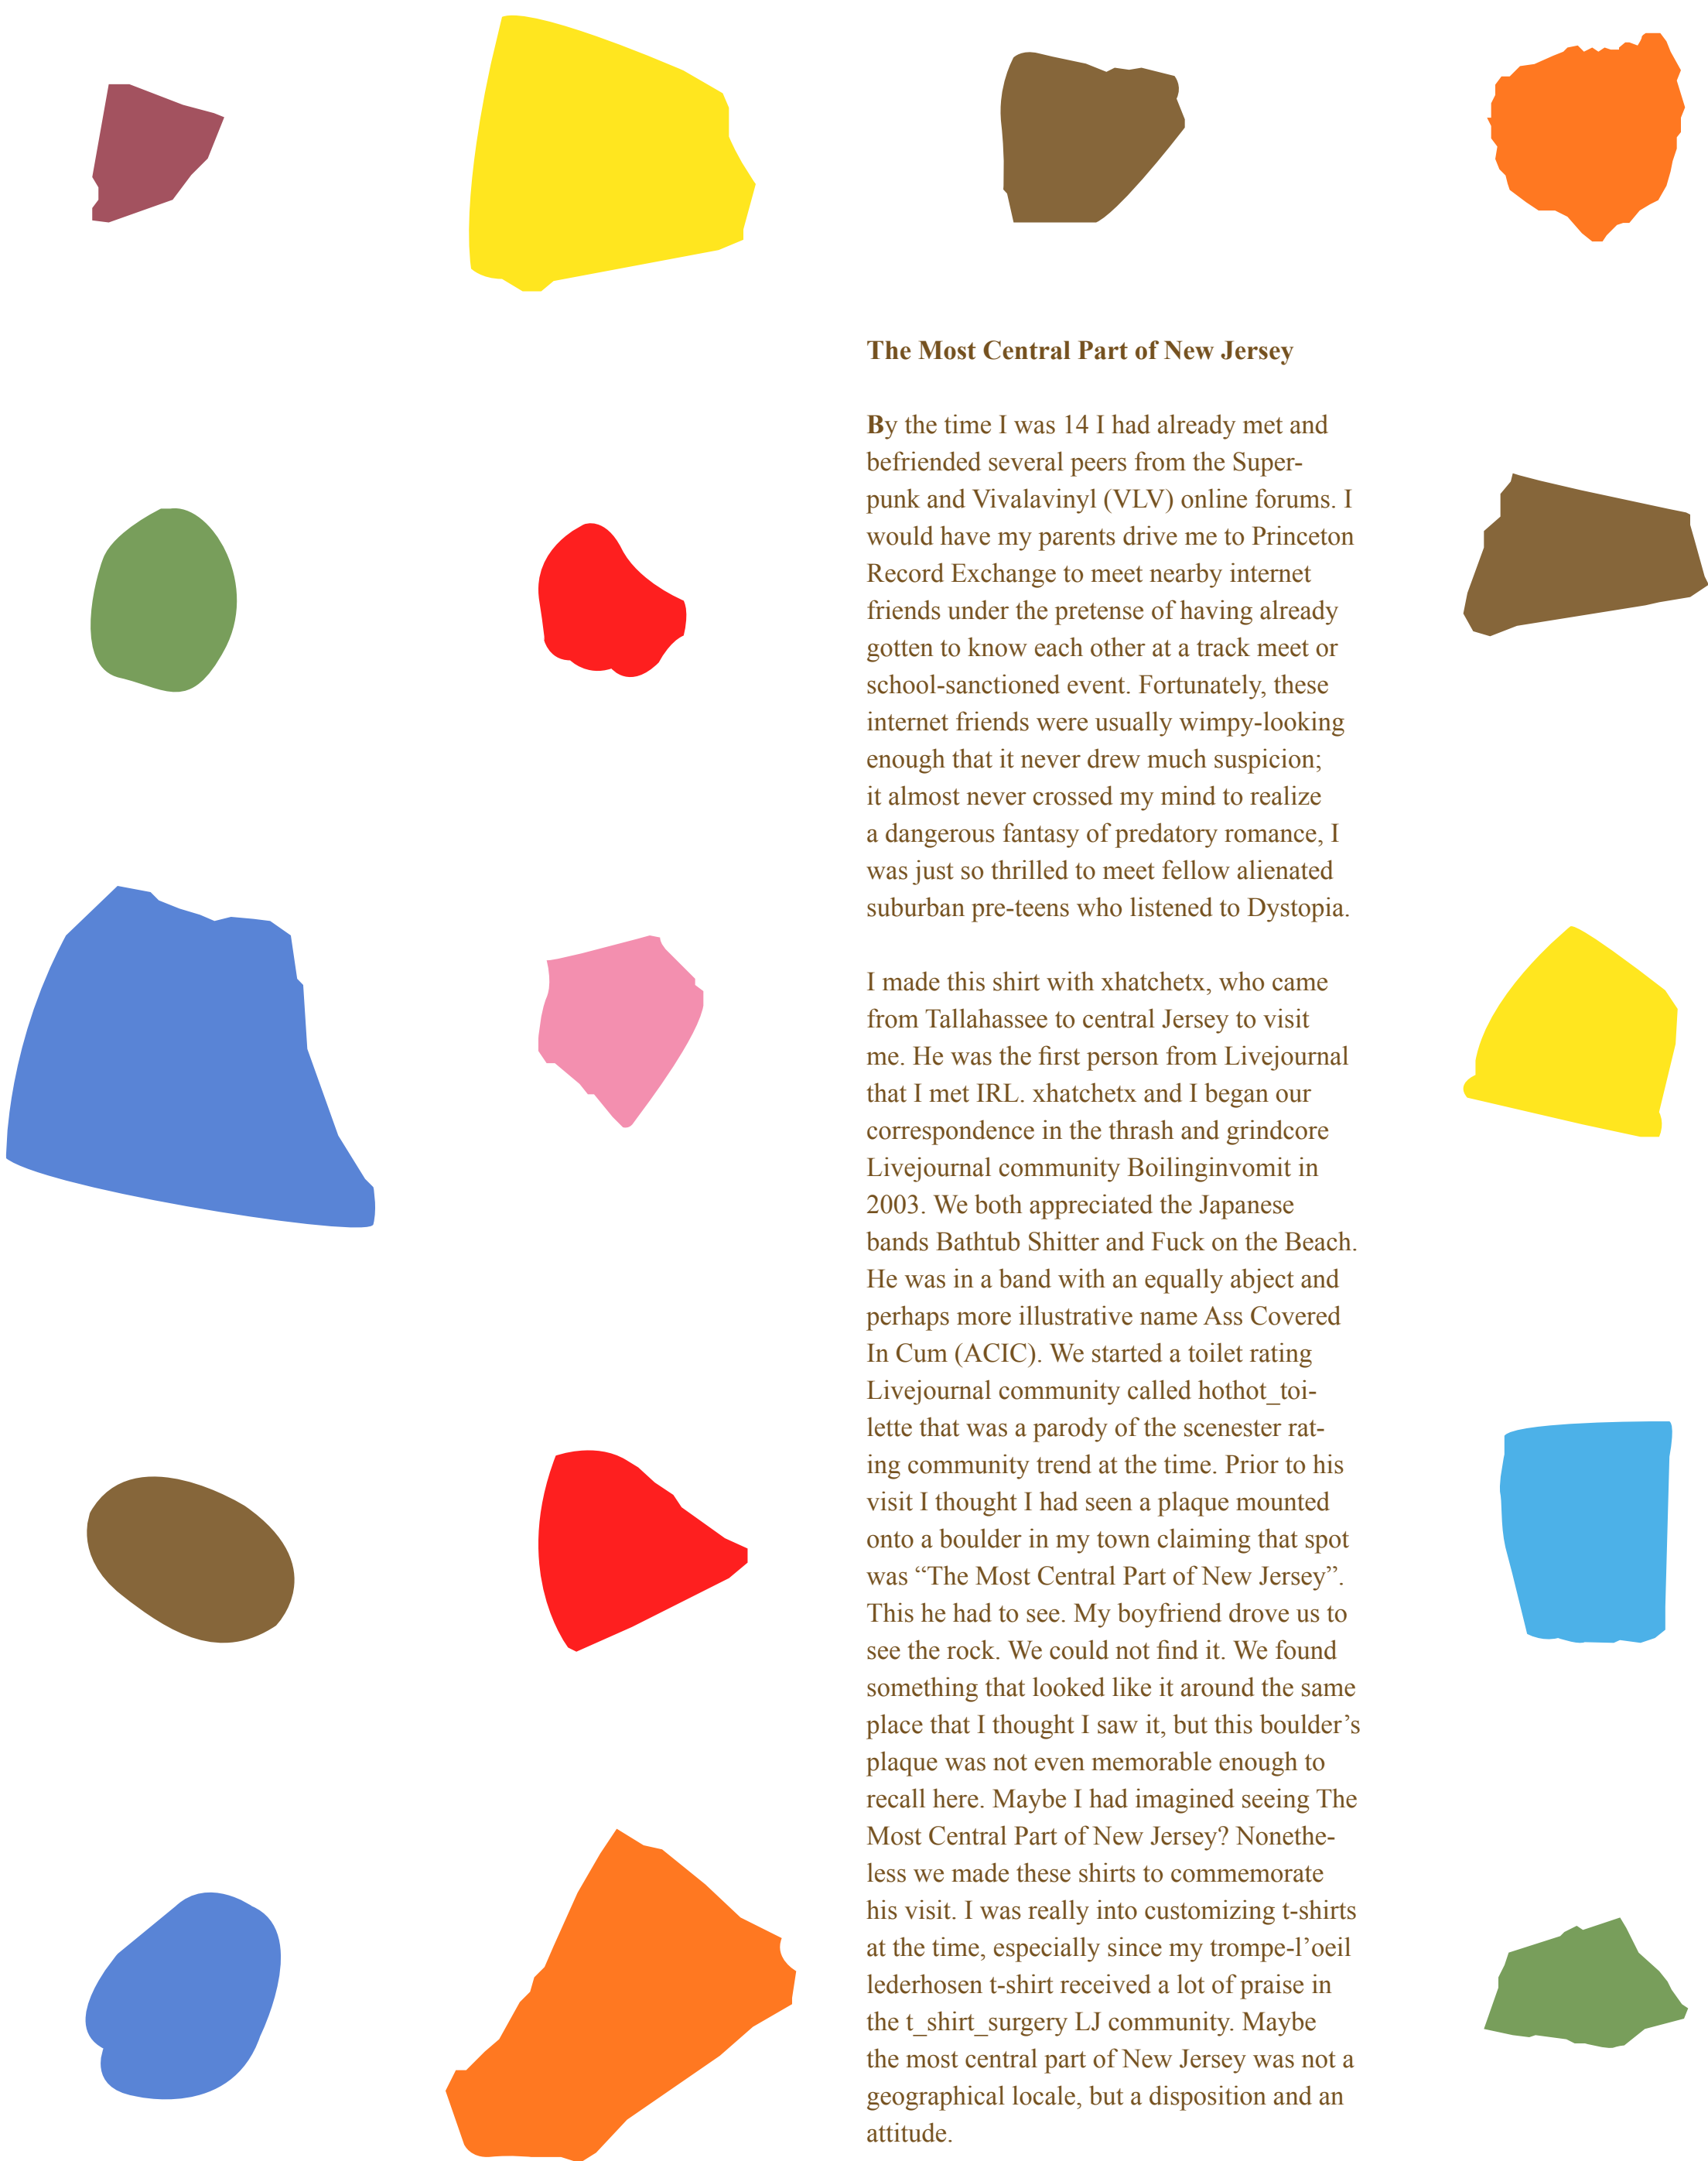 The Most Central Part of New Jersey
By the time I was 14 I had already met and
befriended several peers from the Super-
punk and Vivalavinyl (VLV) online forums. I
would have my parents drive me to Princeton
Record Exchange to meet nearby internet
friends under the pretense of having already
gotten to know each other at a track meet or
school-sanctioned event. Fortunately, these
internet friends were usually wimpy-looking
enough that it never drew much suspicion;
it almost never crossed my mind to realize
a dangerous fantasy of predatory romance, I
was just so thrilled to meet fellow alienated
suburban pre-teens who listened to Dystopia.
I made this shirt with xhatchetx, who came
from Tallahassee to central Jersey to visit
me. He was the first person from Livejournal
that I met IRL. xhatchetx and I began our
correspondence in the thrash and grindcore
Livejournal community Boilinginvomit in
2003. We both appreciated the Japanese
bands Bathtub Shitter and Fuck on the Beach.
He was in a band with an equally abject and
perhaps more illustrative name Ass Covered
In Cum (ACIC). We started a toilet rating
Livejournal community called hothot_toi-
lette that was a parody of the scenester rat-
ing community trend at the time. Prior to his
visit I thought I had seen a plaque mounted
onto a boulder in my town claiming that spot
was “The Most Central Part of New Jersey”.
This he had to see. My boyfriend drove us to
see the rock. We could not find it. We found
something that looked like it around the same
place that I thought I saw it, but this boulder’s
plaque was not even memorable enough to
recall here. Maybe I had imagined seeing The
Most Central Part of New Jersey? Nonethe-
less we made these shirts to commemorate
his visit. I was really into customizing t-shirts
at the time, especially since my trompe-l’oeil
lederhosen t-shirt received a lot of praise in
the t_shirt_surgery LJ community. Maybe
the most central part of New Jersey was not a
geographical locale, but a disposition and an
attitude.